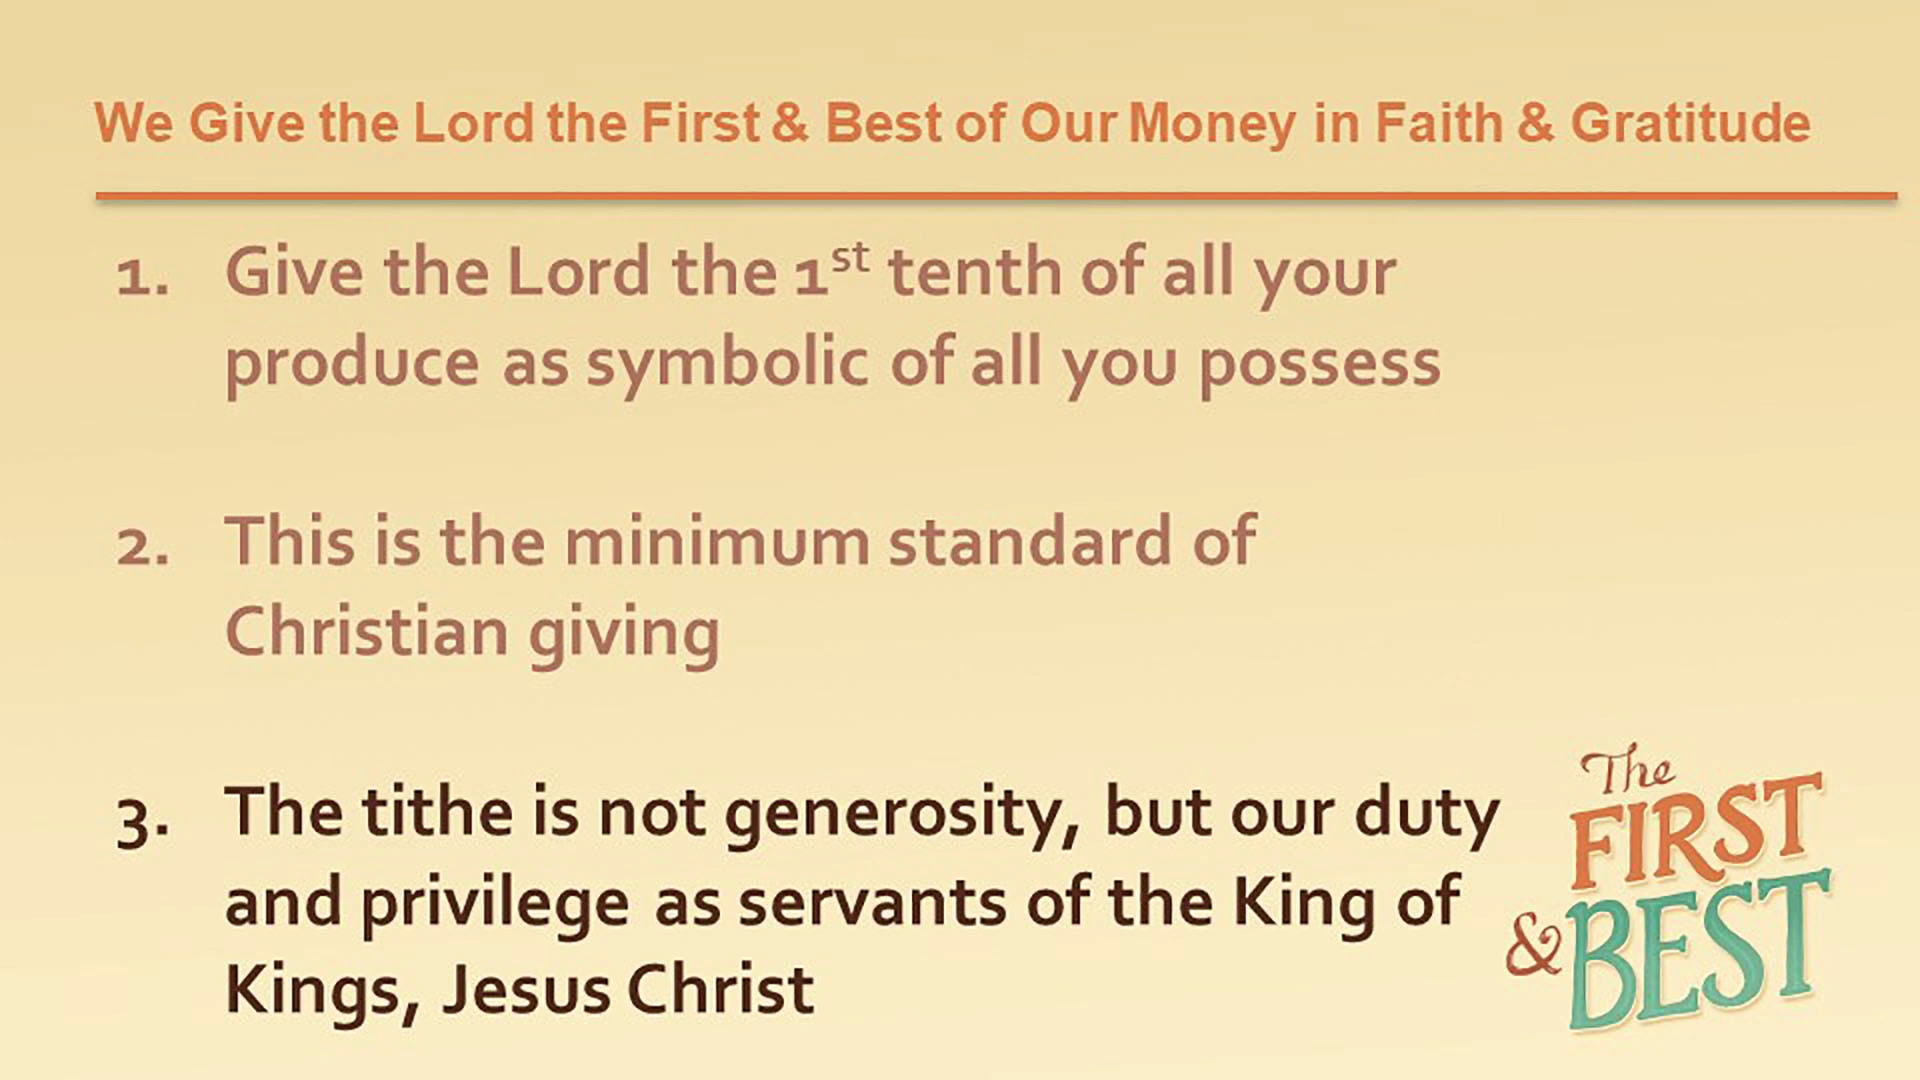 We Give the Lord the First & Best of Our Money in Faith & Gratitude
1. Give the Lord the 1st tenth of all your
produce as symbolic of all you possess
2. This is the minimum standard of
Christian giving
3. The tithe is not generosity, but our duty
and privilege as servants of the King of
Kings, Jesus Christ
The
FIRST
& BEST